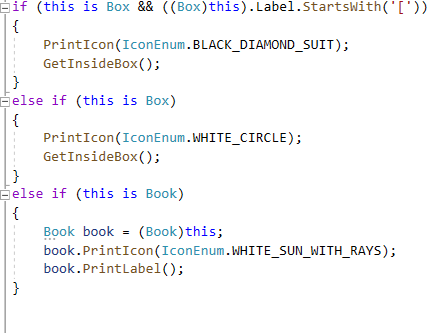 if (this is Box && ((Box)this).Label.StartsWith('['))
{
    PrintIcon(IconEnum.BLACK_DIAMOND_SUIT);
    GetInsideBox();
}
else if (this is Box)
{
    PrintIcon(IconEnum.WHITE_CIRCLE);
    GetInsideBox();
}
else if (this is Book)
{
    Book book = (Book)this;
    book.PrintIcon(IconEnum.WHITE_SUN_WITH_RAYS);
    book.PrintLabel();
}